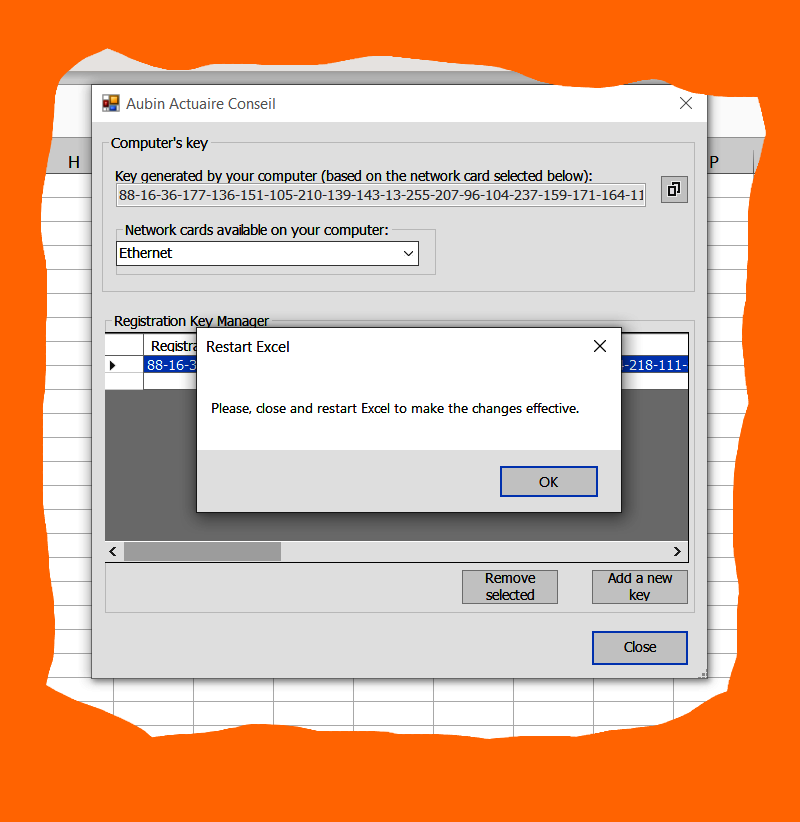 Aubin Actuaire Conseil
Computer's key
H
P
Key generated by your computer (based on the network card selected below):
88-16-36-177-136-151-105-210-139-143-13-255-207-96-104-237-159-171-164-11
Network cards available on your computer:
Ethernet
Registration Key Manager
Restart Excel
88-16-3
-218-111-
Please, close and restart Excel to make the changes effective.
OK
Remove selected
Add a new key
Close